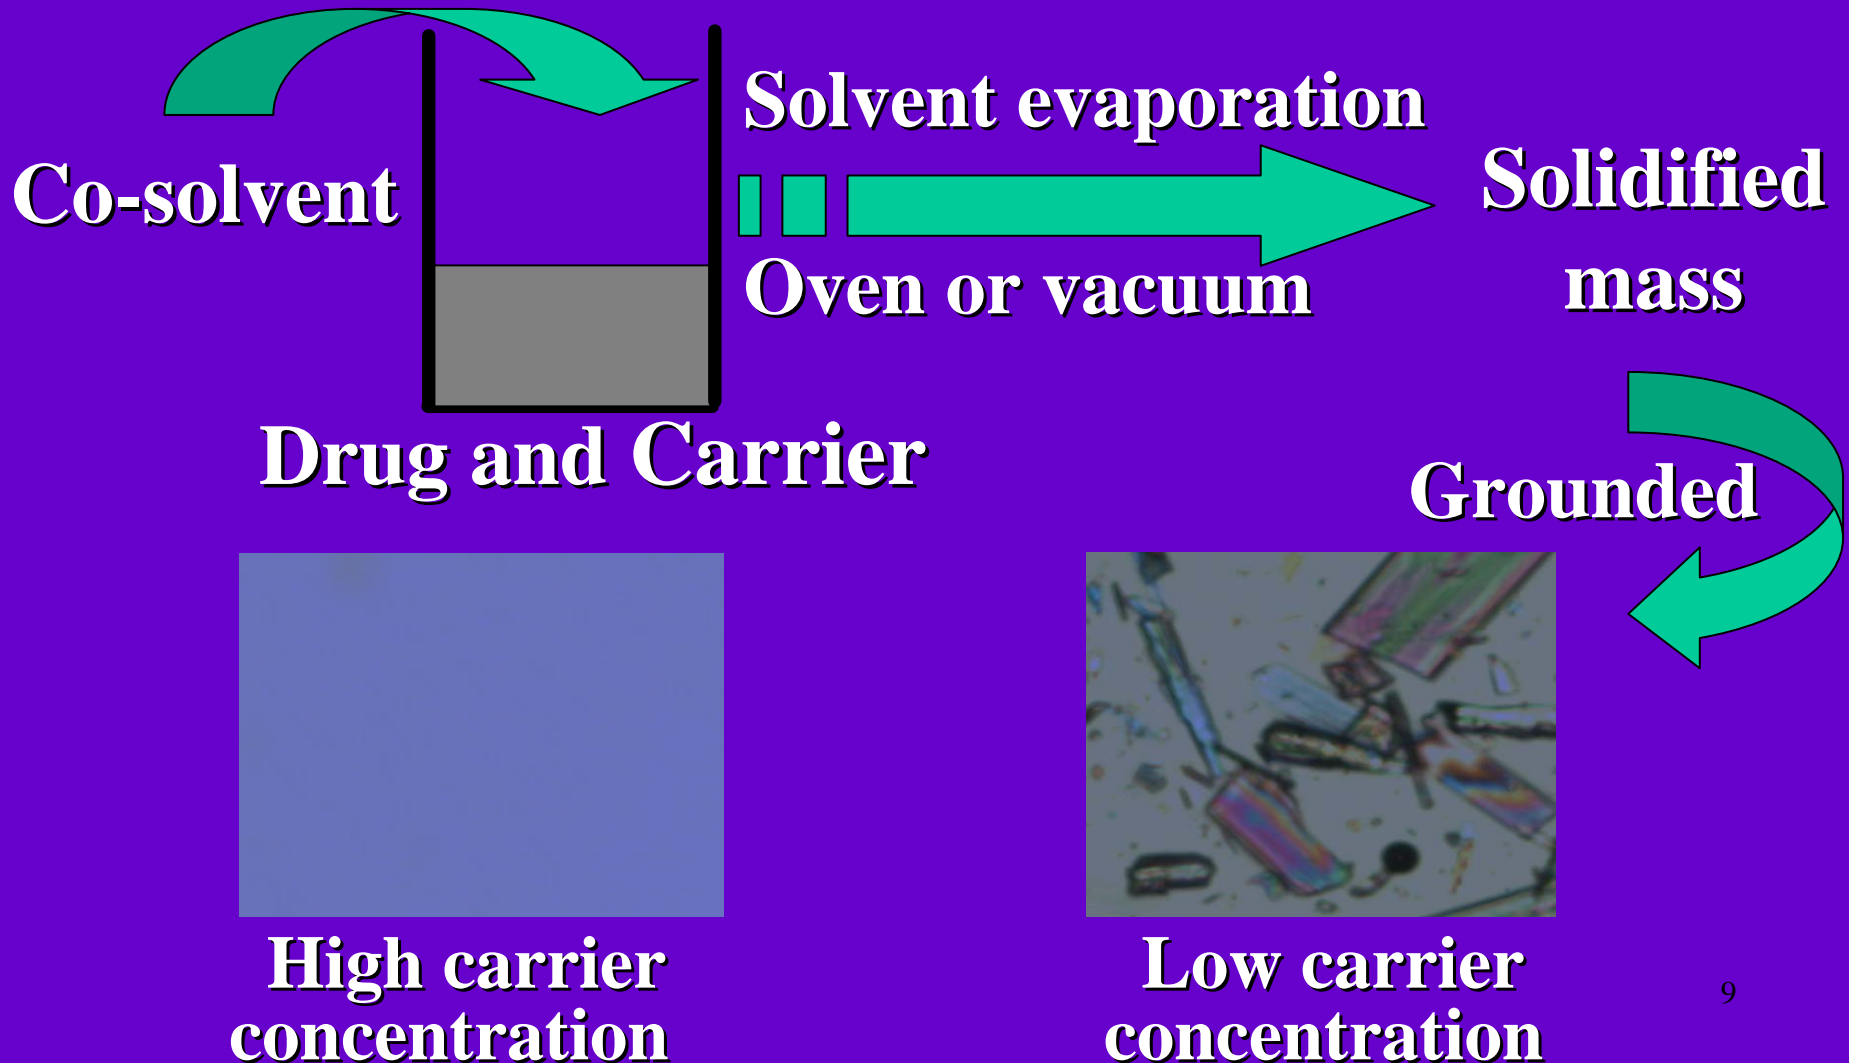 Co-solvent
Solvent evaporation
Oven or vacuum
Solidified
mass
Drug and Carrier
Grounded
High carrier
concentration
Low carrier
concentration
9